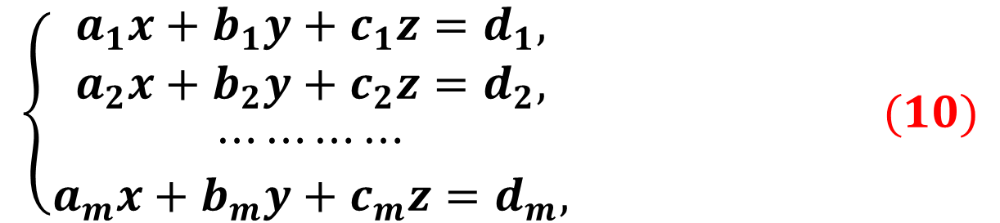 a₁x + b₁y + c₁z = d₁,
a₂x + b₂y + c₂z = d₂,
⋯ ⋯ ⋯ ⋯
aₘx + bₘy + cₘz = dₘ,
(10)